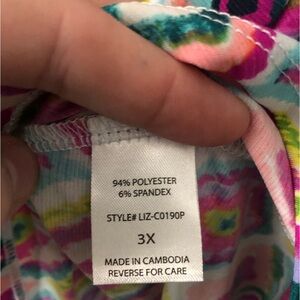 94% POLYESTER
6% SPANDEX
STYLE# LIZ-C0190P
3X
MADE IN CAMBODIA
REVERSE FOR CARE